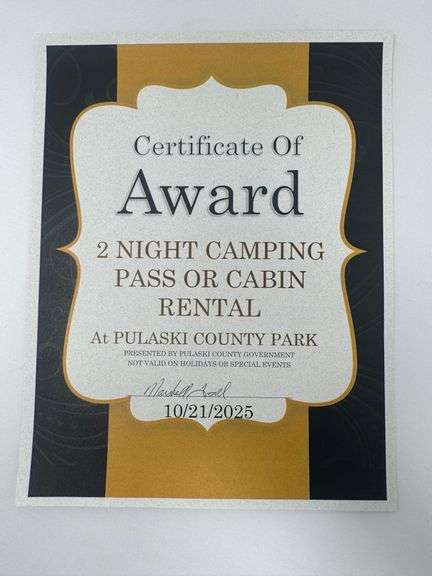 Certificate Of
Award
2 NIGHT CAMPING
PASS OR CABIN
RENTAL
At PULASKI COUNTY PARK
PRESENTED BY PULASKI COUNTY GOVERNMENT
NOT VALID ON HOLIDAYS OR SPECIAL EVENTS
10/21/2025